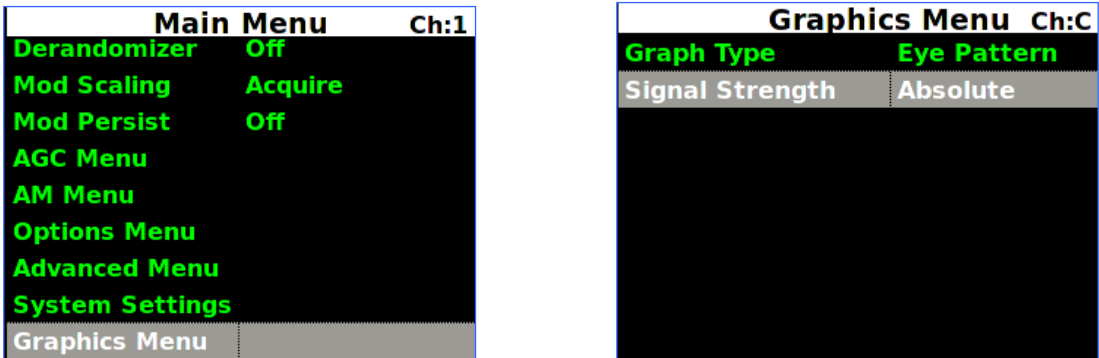 Main Menu Ch:1
Derandomizer Off
Mod Scaling Acquire
Mod Persist Off
AGC Menu
AM Menu
Options Menu
Advanced Menu
System Settings
Graphics Menu
Graphics Menu Ch:C
Graph Type Eye Pattern
Signal Strength Absolute